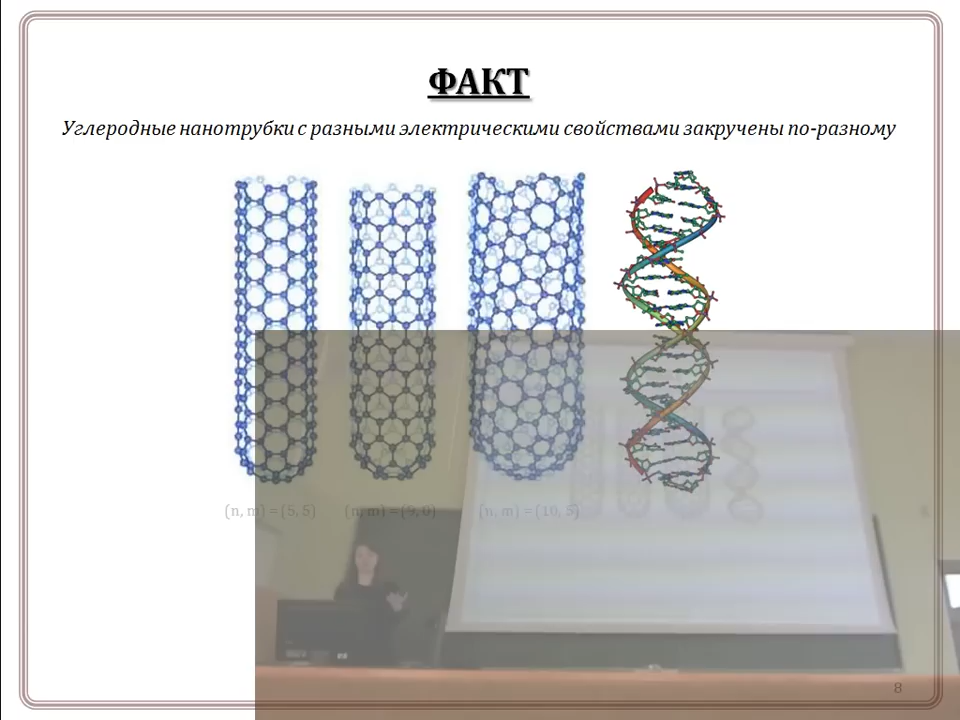 ФАКТ
Углеродные нанотрубки с разными электрическими свойствами закручены по-разному
(n, m) = (5, 5) (n, m) = (9, 0) (n, m) = (10, 5)
8